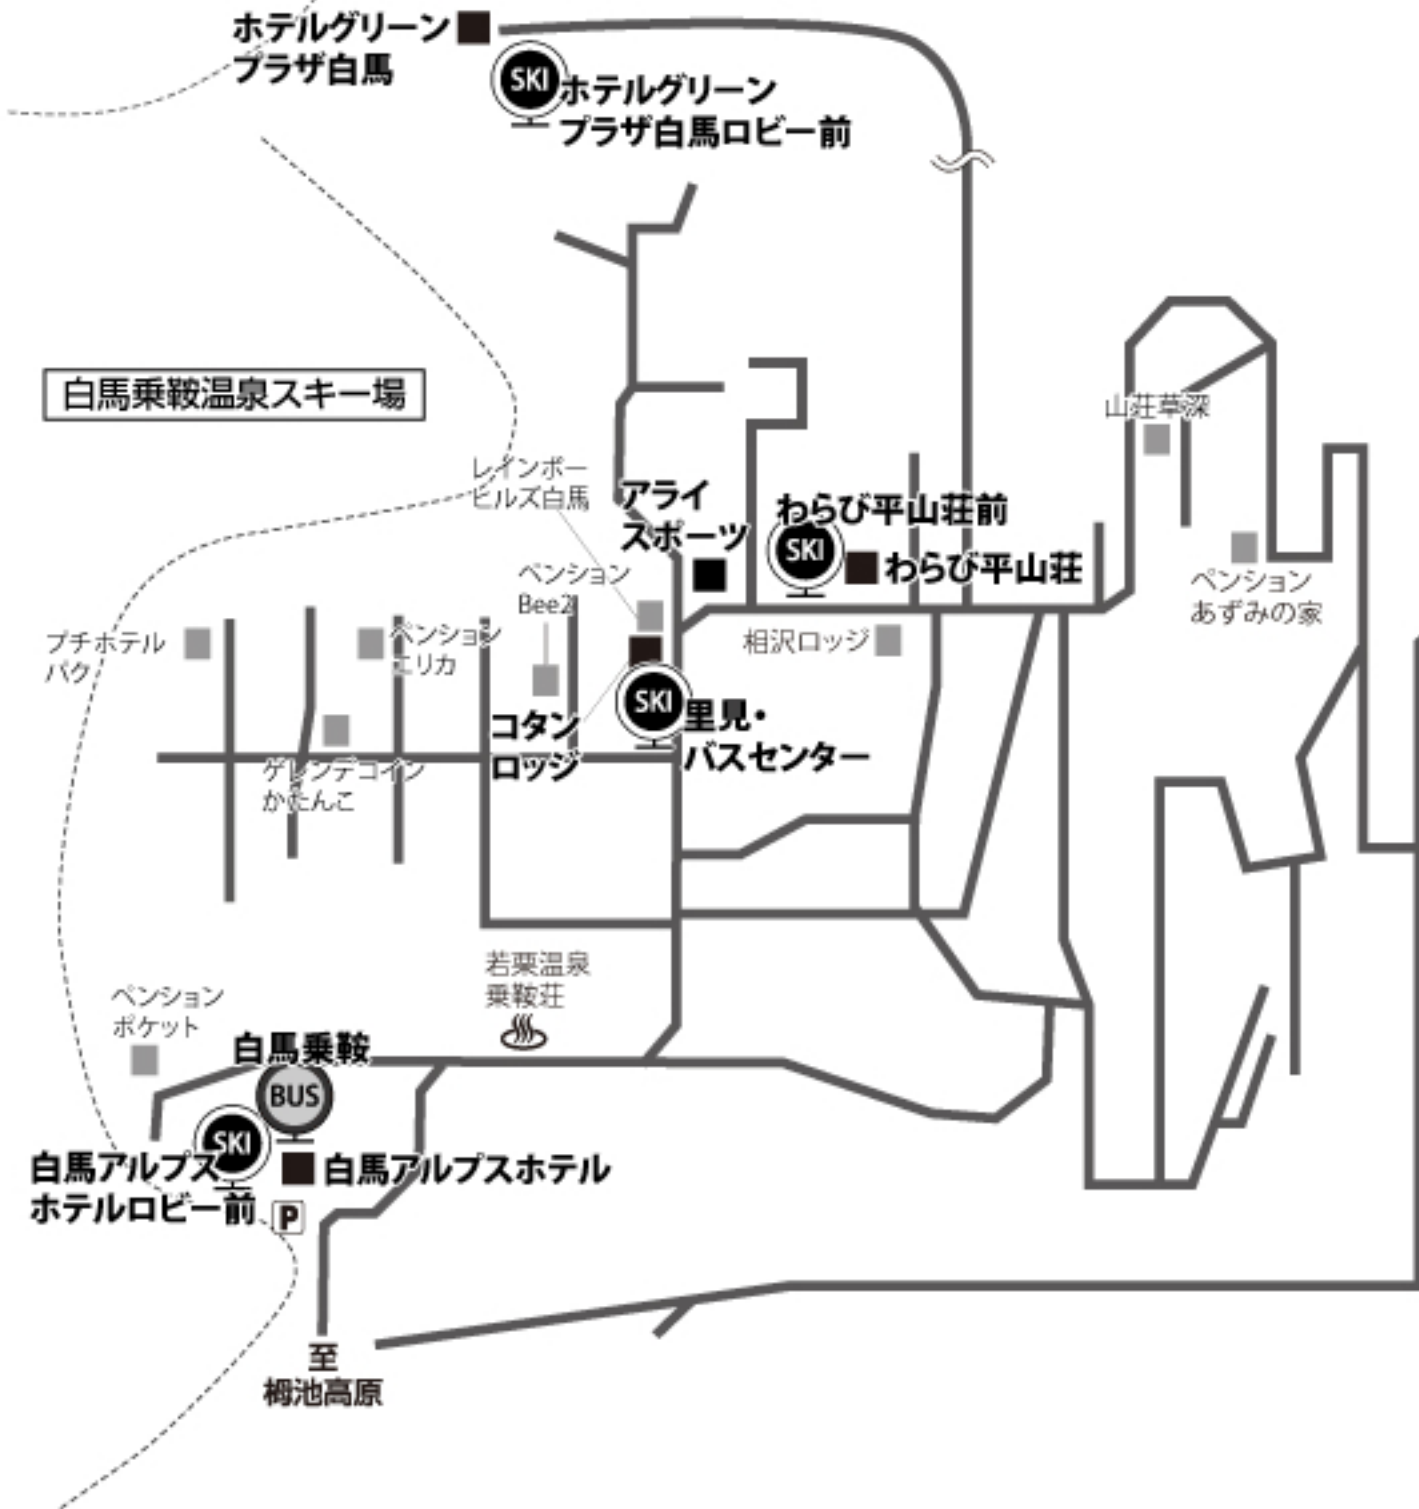 ホテルグリーン
プラザ白馬
SKI
ホテルグリーン
プラザ白馬ロビー前
白馬乗鞍温泉スキー場
山荘草深
レインボー
ヒルズ白馬
アライ
スポーツ
わらび平山荘前
SKI
わらび平山荘
ペンション
あずみの家
ペンション
Bee2
プチホテル
パク
ペンション
エリカ
相沢ロッジ
SKI
里見・
バスセンター
コタン
ロッジ
ゲレンデコイン
かたんこ
若栗温泉
乗鞍荘
ペンション
ポケット
白馬乗鞍
BUS
SKI
白馬アルプス
ホテルロビー前
白馬アルプスホテル
P
至
栂池高原